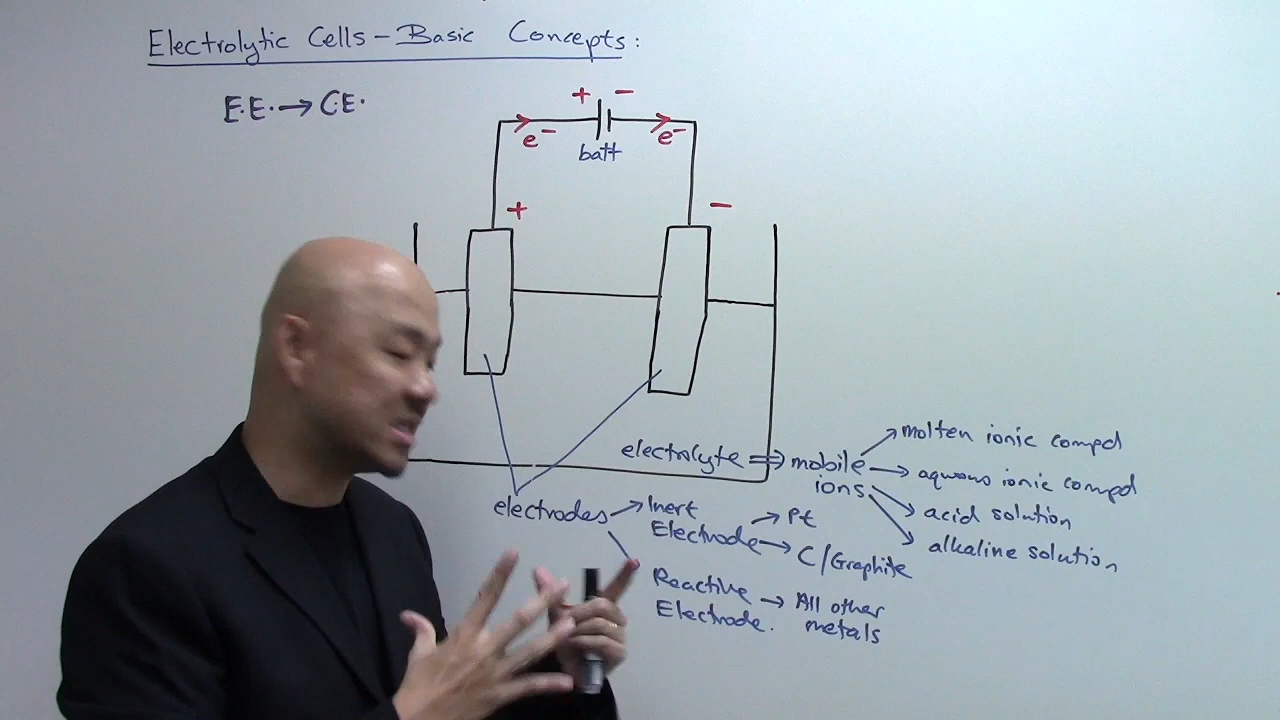 Electrolytic Cells - Basic Concepts:
E.E. → C.E.
+ -
e⁻ e⁻
batt
+ -
electrolyte ⇒ mobile ions
molten ionic compd
aqwous ionic compd
acid solution
alkaline solution
electrodes
Inert Electrode
Pt
C/Graphite
Reactive Electrode. → All other metals